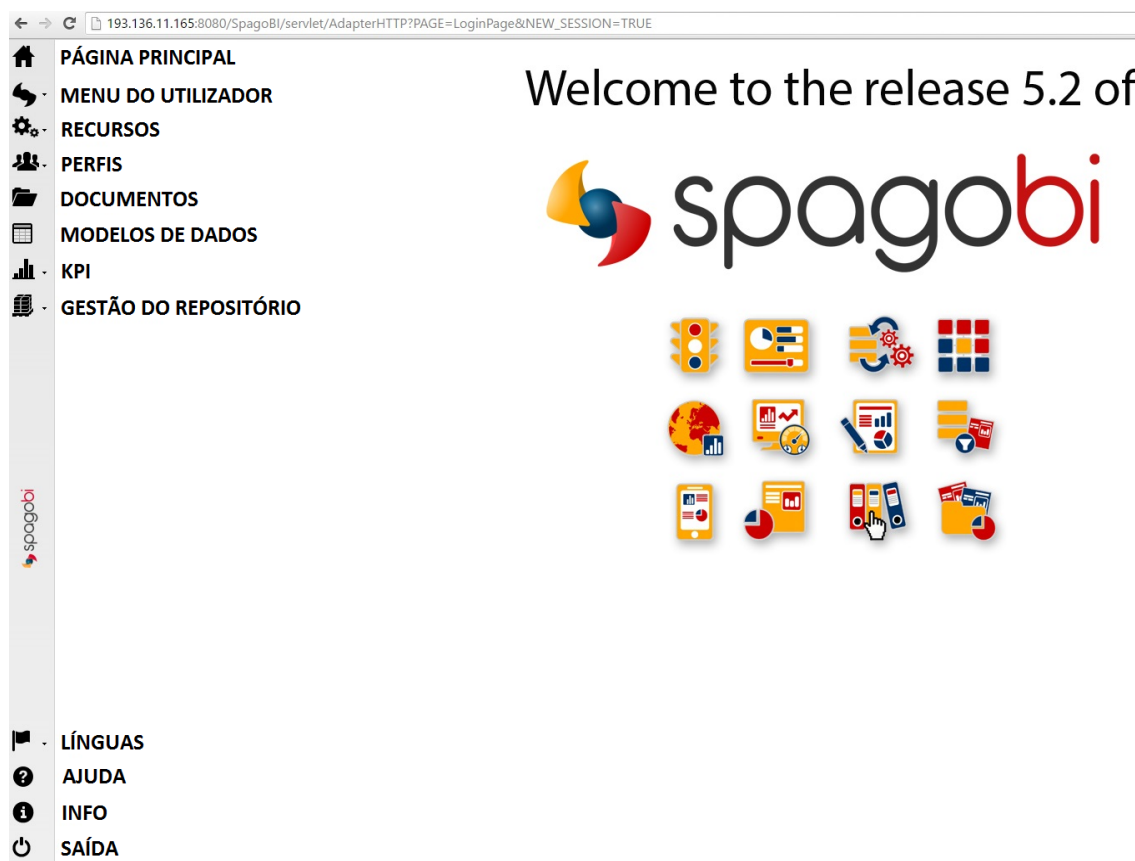 193.136.11.165:8080/SpagoBI/servlet/AdapterHTTP?PAGE=LoginPage&NEW_SESSION=TRUE
PÁGINA PRINCIPAL
MENU DO UTILIZADOR
RECURSOS
PERFIS
DOCUMENTOS
MODELOS DE DADOS
KPI
GESTÃO DO REPOSITÓRIO
Welcome to the release 5.2 of
spagobi
spagobi
LÍNGUAS
AJUDA
INFO
SAÍDA